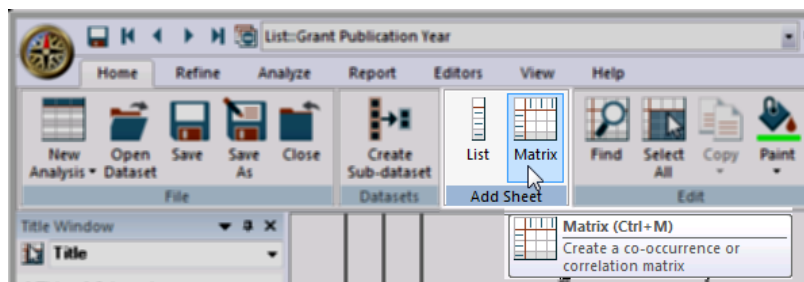 List::Grant Publication Year
Home Refine Analyze Report Editors View Help
New Analysis
Open Dataset
Save
Save As
Close
Create Sub-dataset
List
Matrix
Find
Select All
Copy
Paint
File
Datasets
Add Sheet
Edit
Title Window
Title
Matrix (Ctrl+M)
Create a co-occurrence or
correlation matrix